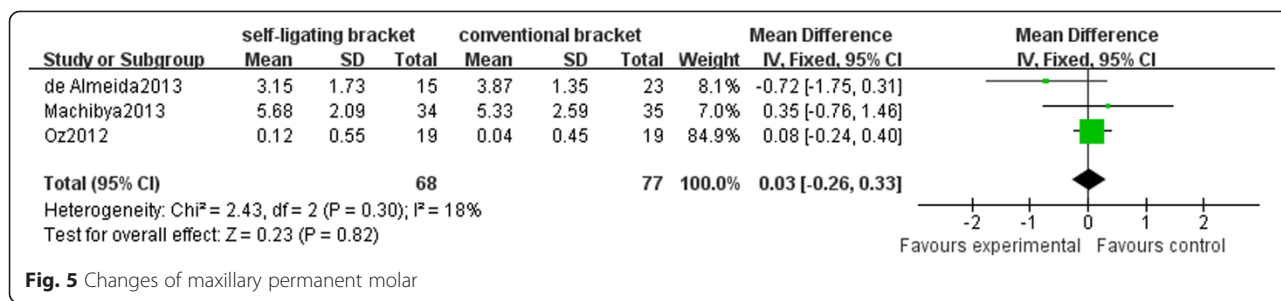 self-ligating bracket conventional bracket Mean Difference Mean Difference
Study or Subgroup Mean SD Total Mean SD Total Weight IV, Fixed, 95% CI IV, Fixed, 95% CI
de Almeida2013 3.15 1.73 15 3.87 1.35 23 8.1% -0.72 [-1.75, 0.31]
Machibya2013 5.68 2.09 34 5.33 2.59 35 7.0% 0.35 [-0.76, 1.46]
Oz2012 0.12 0.55 19 0.04 0.45 19 84.9% 0.08 [-0.24, 0.40]
Total (95% CI) 68 77 100.0% 0.03 [-0.26, 0.33]
Heterogeneity: Chi² = 2.43, df = 2 (P = 0.30); I² = 18%
Test for overall effect: Z = 0.23 (P = 0.82)
-2 -1 0 1 2
Favours experimental Favours control
Fig. 5 Changes of maxillary permanent molar